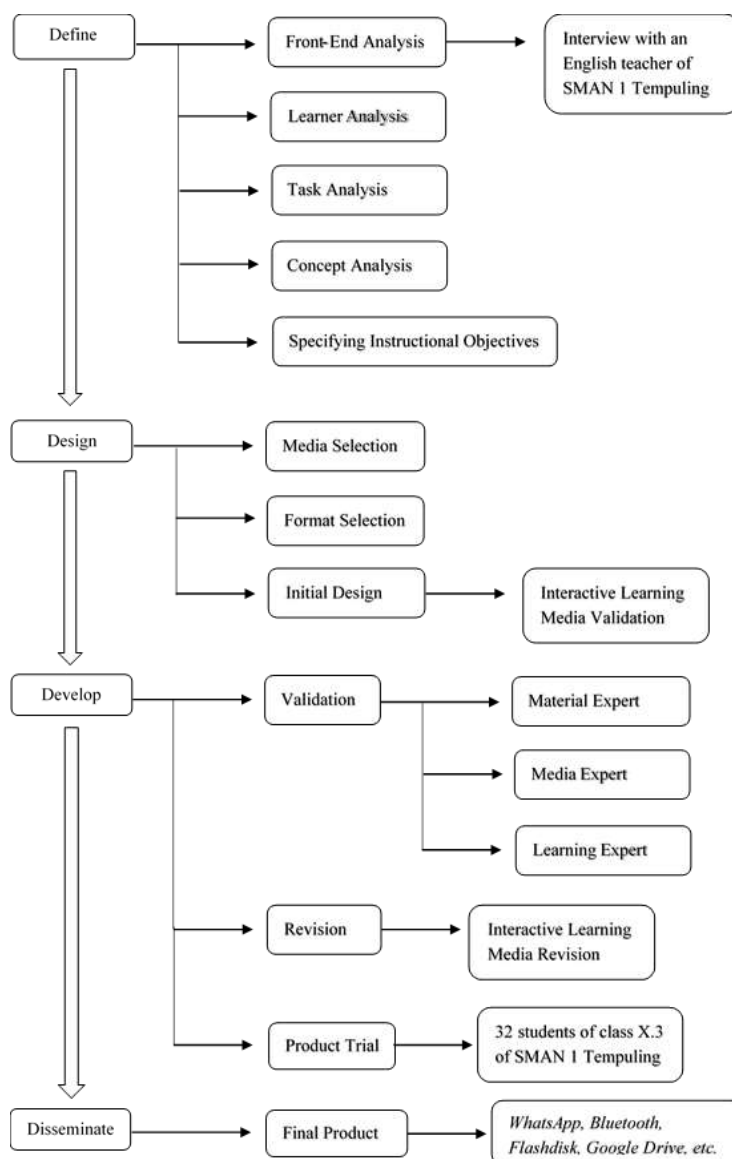 Define
Front-End Analysis
Interview with an
English teacher of
SMAN 1 Tempuling
Learner Analysis
Task Analysis
Concept Analysis
Specifying Instructional Objectives
Design
Media Selection
Format Selection
Initial Design
Interactive Learning
Media Validation
Develop
Validation
Material Expert
Media Expert
Learning Expert
Revision
Interactive Learning
Media Revision
Product Trial
32 students of class X.3
of SMAN 1 Tempuling
Disseminate
Final Product
WhatsApp, Bluetooth,
Flashdisk, Google Drive, etc.